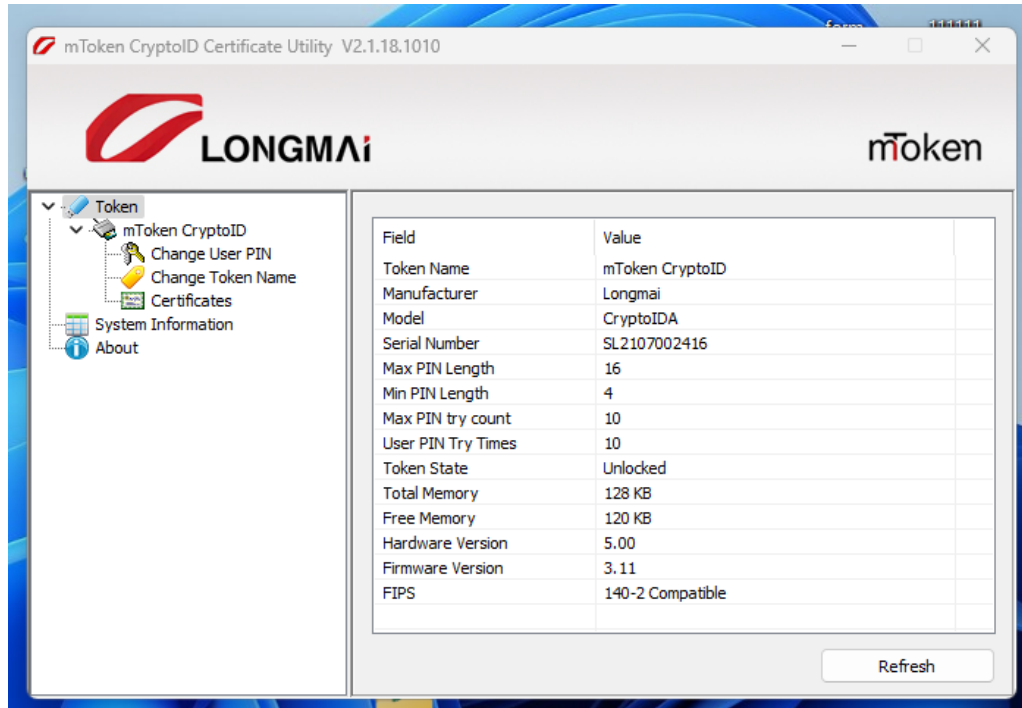 mToken CryptoID Certificate Utility V2.1.18.1010
LONGMAi
mToken
Token
mToken CryptoID
Change User PIN
Change Token Name
Certificates
System Information
About
Field Value
Token Name mToken CryptoID
Manufacturer Longmai
Model CryptoIDA
Serial Number SL2107002416
Max PIN Length 16
Min PIN Length 4
Max PIN try count 10
User PIN Try Times 10
Token State Unlocked
Total Memory 128 KB
Free Memory 120 KB
Hardware Version 5.00
Firmware Version 3.11
FIPS 140-2 Compatible
Refresh